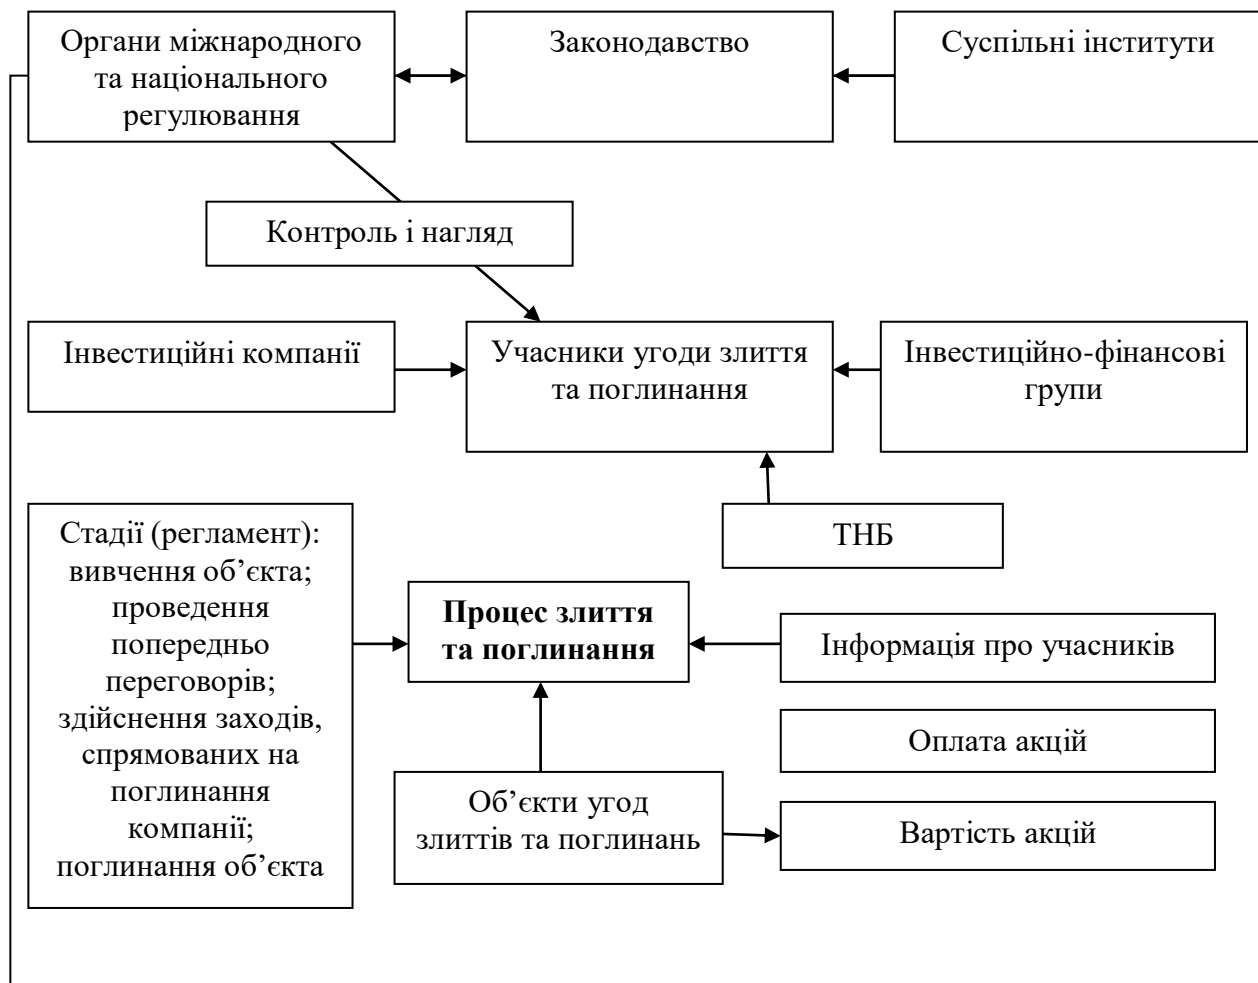 Органи міжнародного
та національного
регулювання
Законодавство
Суспільні інститути
Контроль і нагляд
Інвестиційні компанії
Учасники угоди злиття
та поглинання
Інвестиційно-фінансові
групи
ТНБ
Стадії (регламент):
вивчення об’єкта;
проведення
попередньо
переговорів;
здійснення заходів,
спрямованих на
поглинання
компанії;
поглинання об’єкта
Процес злиття
та поглинання
Інформація про учасників
Оплата акцій
Об’єкти угод
злиттів та поглинань
Вартість акцій